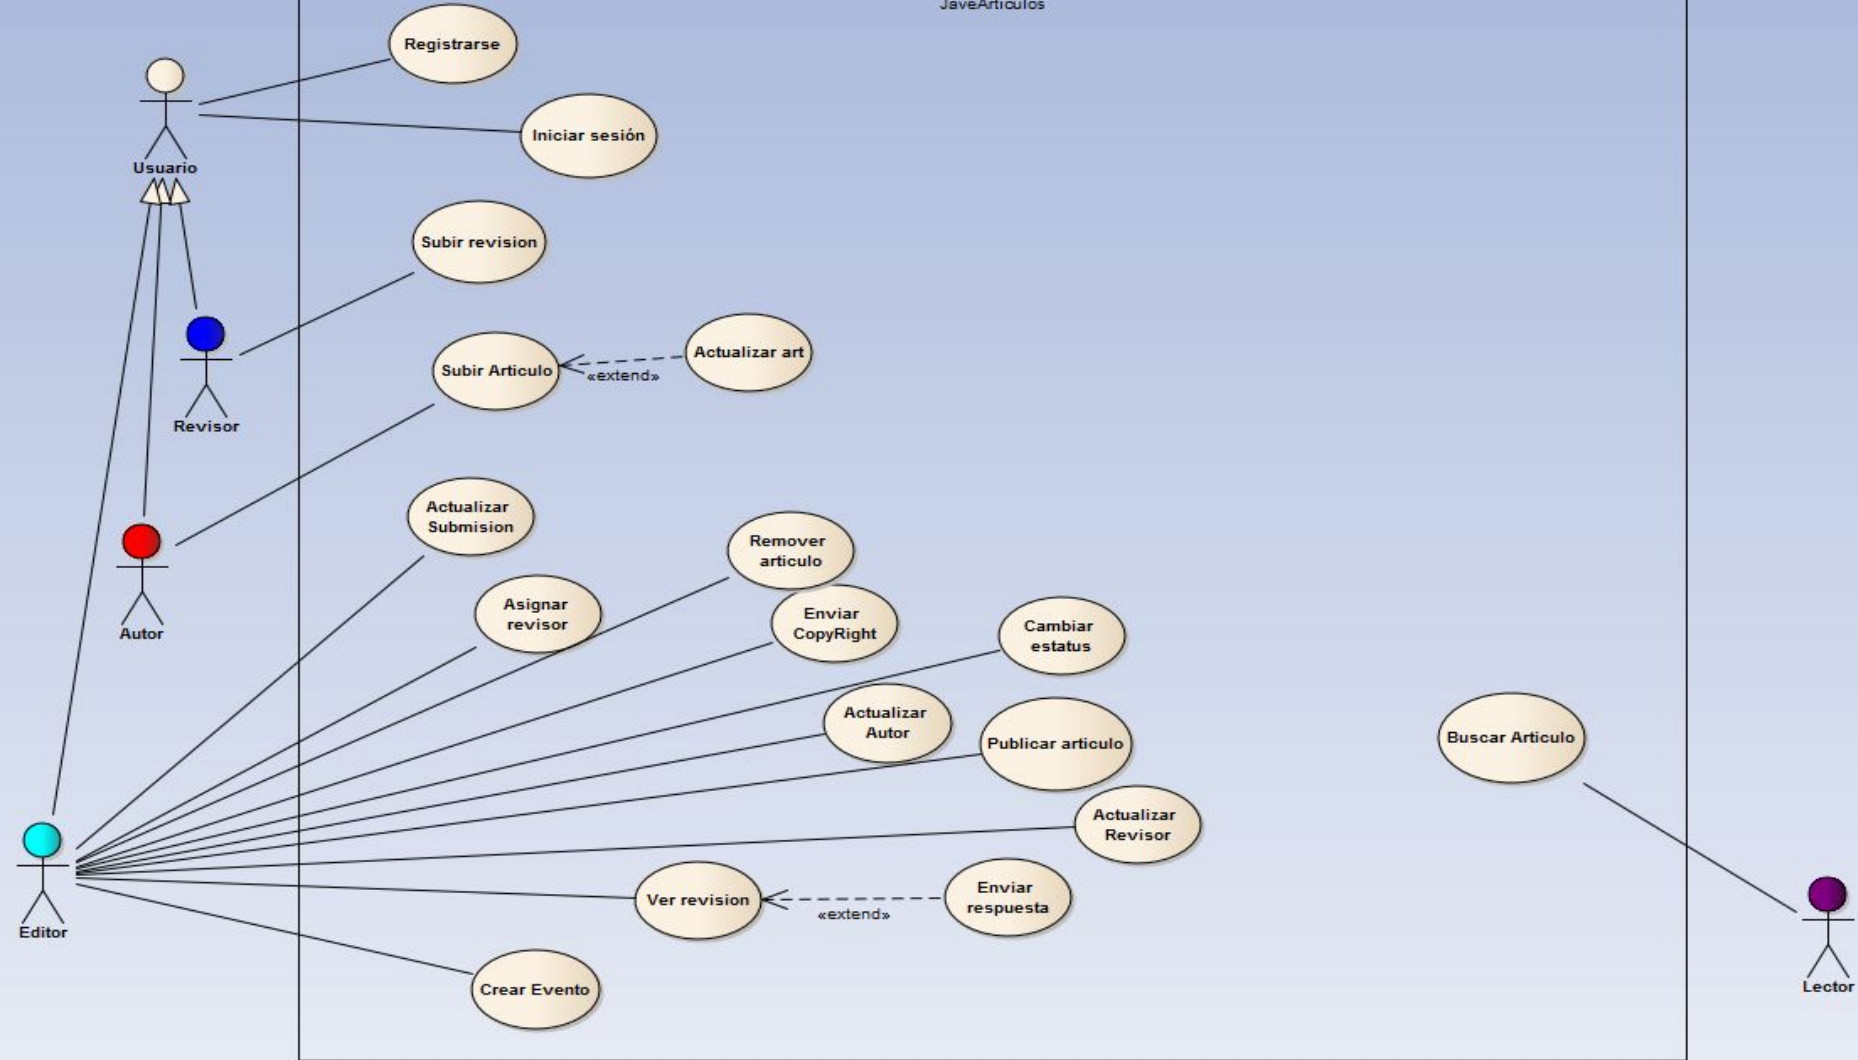 JaveArticulos
Registrarse
Iniciar sesión
Usuario
Subir revision
Subir Articulo
«extend»
Actualizar art
Revisor
Actualizar
Submision
Remover
articulo
Asignar
revisor
Enviar
CopyRight
Cambiar
estatus
Autor
Actualizar
Autor
Publicar articulo
Buscar Articulo
Actualizar
Revisor
Ver revision
«extend»
Enviar
respuesta
Editor
Crear Evento
Lector